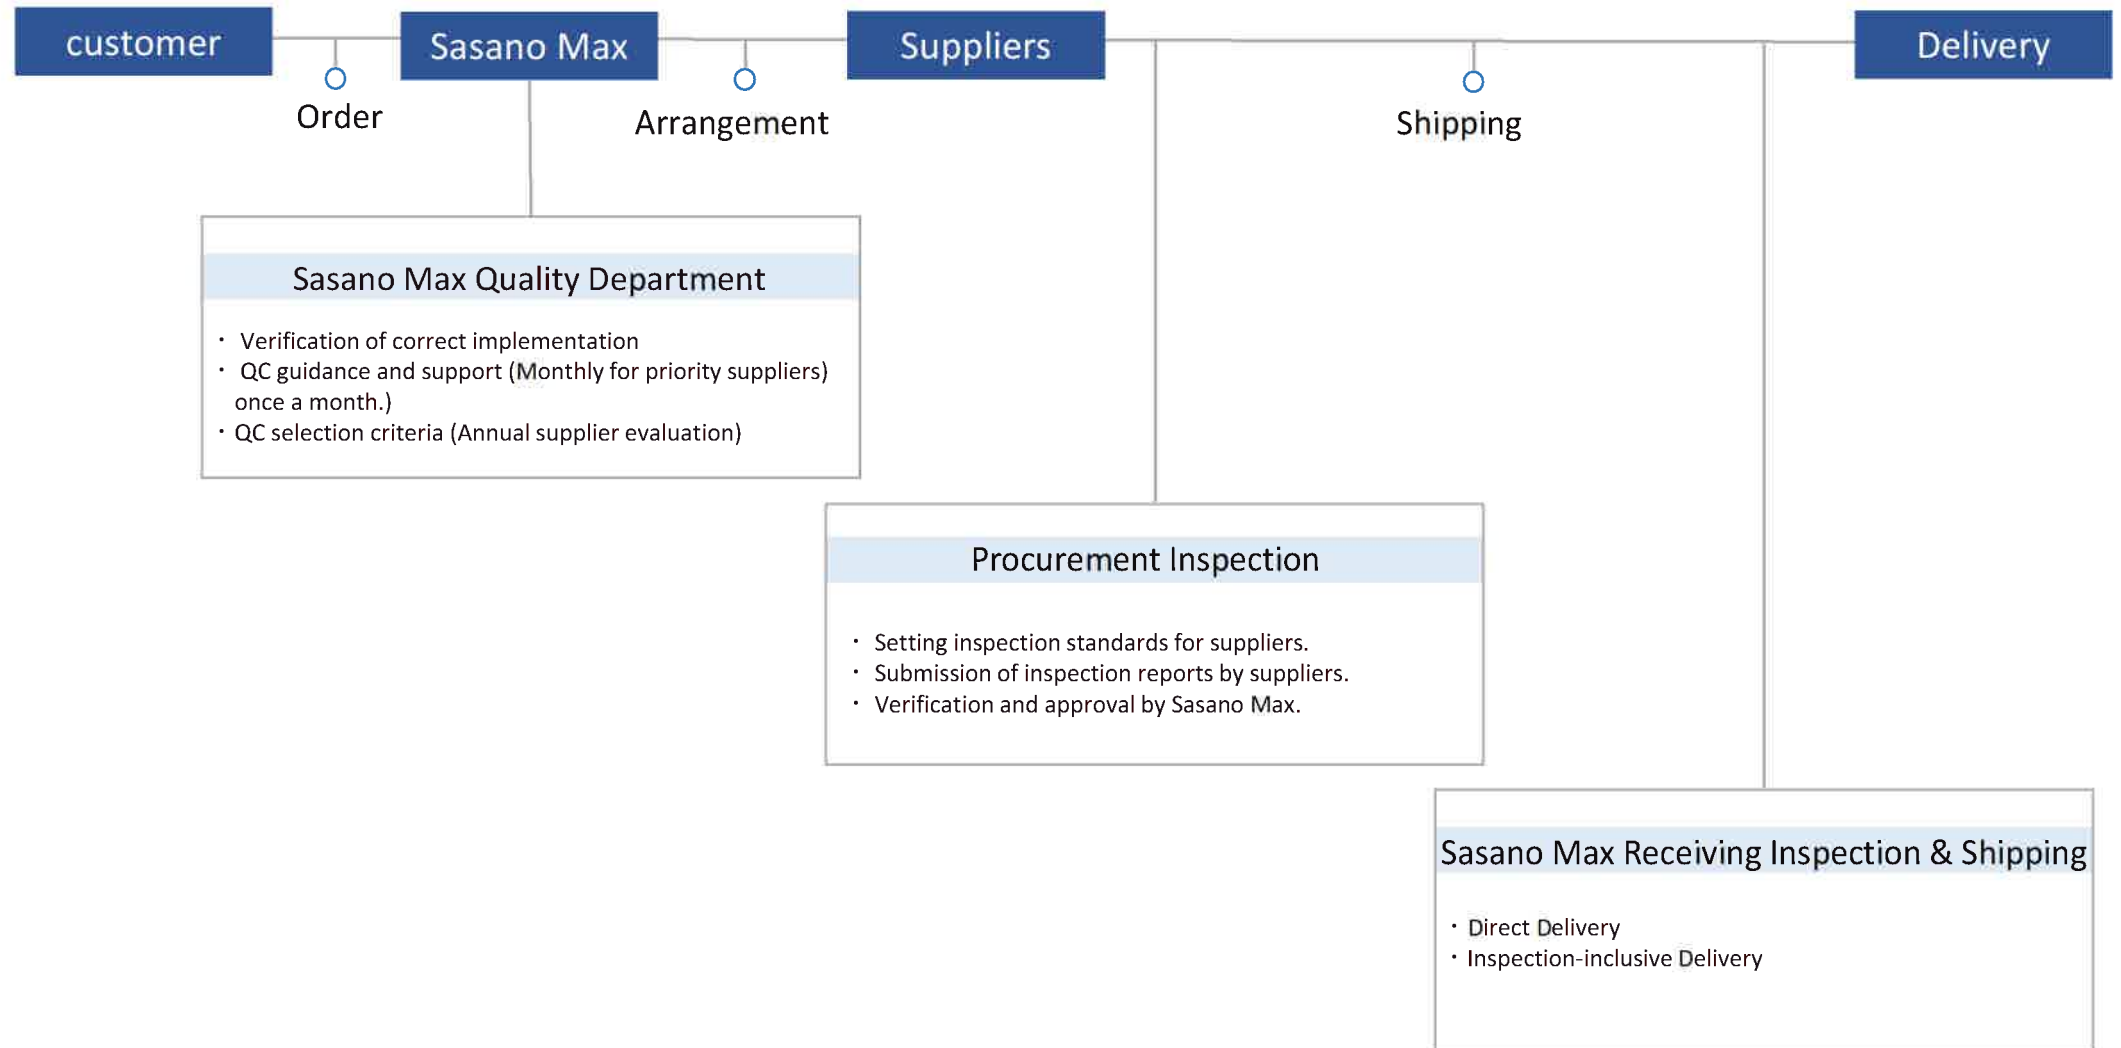 customer
Sasano Max
Suppliers
Delivery
Order
Arrangement
Shipping
Sasano Max Quality Department
・ Verification of correct implementation
・ QC guidance and support (Monthly for priority suppliers)
once a month.)
・QC selection criteria (Annual supplier evaluation)
Procurement Inspection
・ Setting inspection standards for suppliers.
・ Submission of inspection reports by suppliers.
・ Verification and approval by Sasano Max.
Sasano Max Receiving Inspection & Shipping
・Direct Delivery
・Inspection-inclusive Delivery